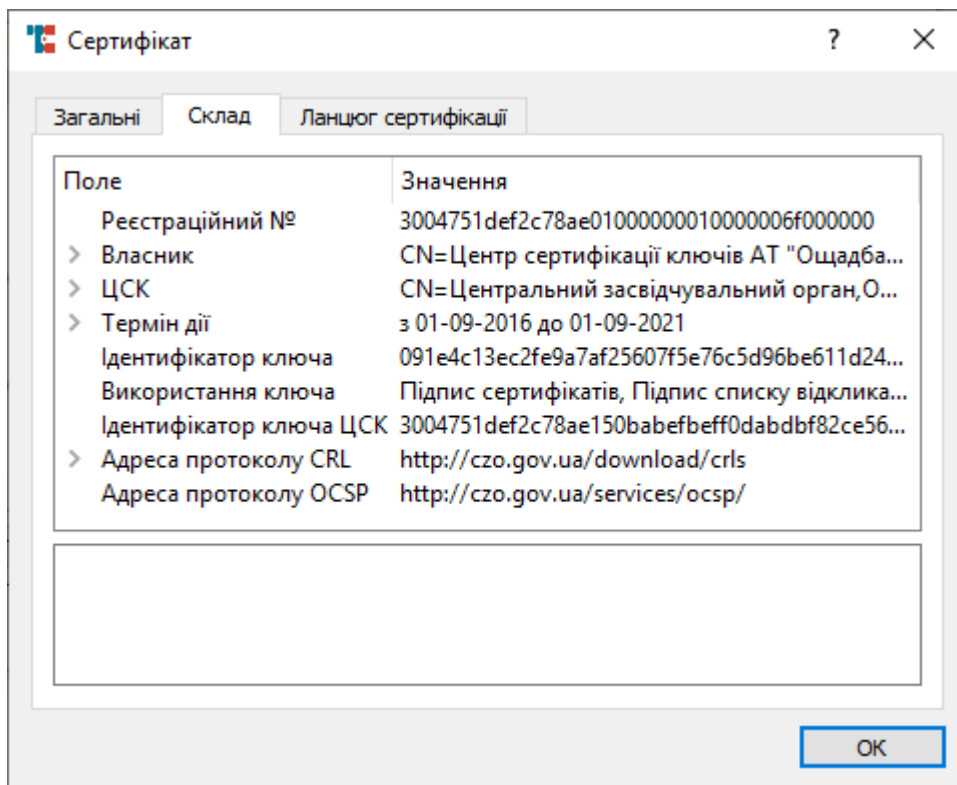 Сертифікат
?
Загальні Склад Ланцюг сертифікації
Поле Значення
Реєстраційний № 3004751def2c78ae01000000010000006f000000
Власник CN=Центр сертифікації ключів АТ "Ощадба...
ЦСК CN=Центральний засвідчувальний орган,О...
Термін дії з 01-09-2016 до 01-09-2021
Ідентифікатор ключа 091e4c13ec2fe9a7af25607f5e76c5d96be611d24...
Використання ключа Підпис сертифікатів, Підпис списку відклика...
Ідентифікатор ключа ЦСК 3004751def2c78ae150babefbeff0dabdbf82ce56...
Адреса протоколу CRL http://czo.gov.ua/download/crls
Адреса протоколу OCSP http://czo.gov.ua/services/ocsp/
OK